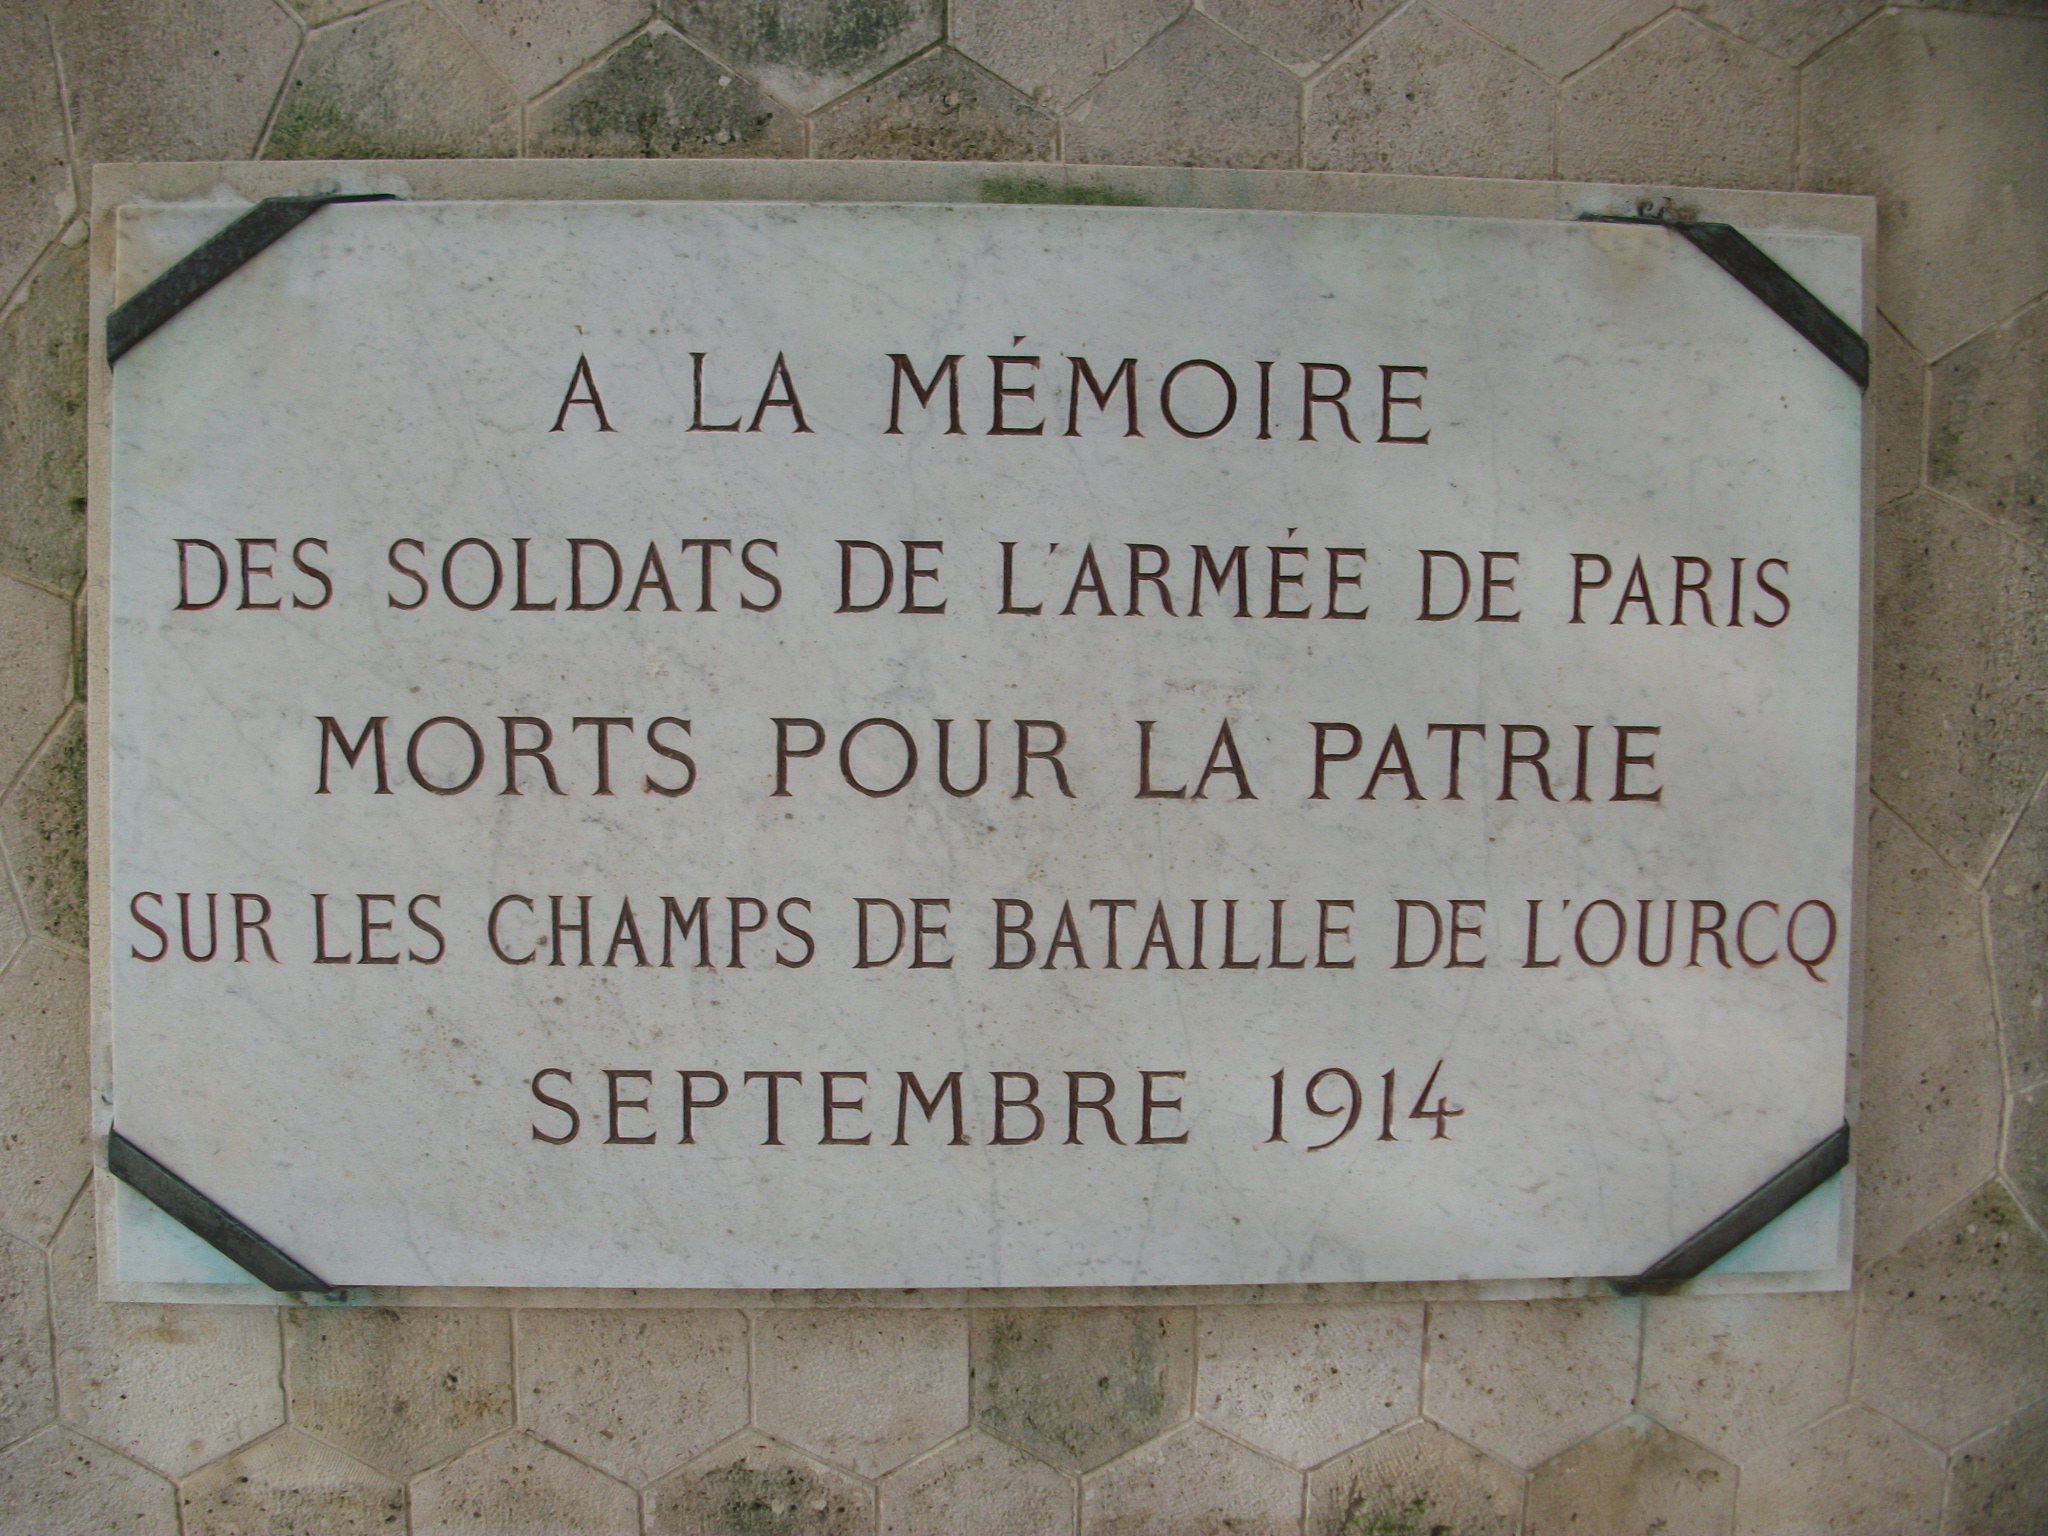 À LA MÉMOIRE
DES SOLDATS DE L'ARMÉE DE PARIS
MORTS POUR LA PATRIE
SUR LES CHAMPS DE BATAILLE DE L'OURCQ
SEPTEMBRE 1914